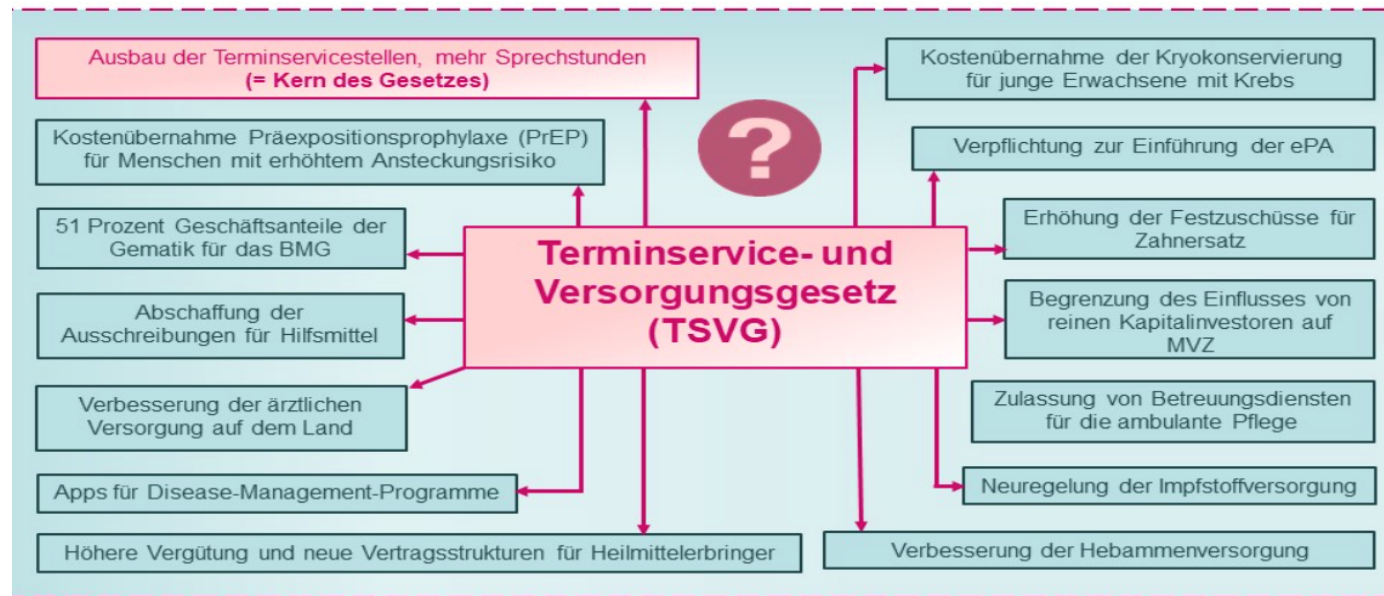 Ausbau der Terminservicestellen, mehr Sprechstunden
(= Kern des Gesetzes)
Kostenübernahme Präexpositionsprophylaxe (PrEP)
für Menschen mit erhöhtem Ansteckungsrisiko
51 Prozent Geschäftsanteile der
Gematik für das BMG
Abschaffung der
Ausschreibungen für Hilfsmittel
Verbesserung der ärztlichen
Versorgung auf dem Land
Apps für Disease-Management-Programme
Höhere Vergütung und neue Vertragsstrukturen für Heilmittelerbringer
?
Terminservice- und
Versorgungsgesetz
(TSVG)
Kostenübernahme der Kryokonservierung
für junge Erwachsene mit Krebs
Verpflichtung zur Einführung der ePA
Erhöhung der Festzuschüsse für
Zahnersatz
Begrenzung des Einflusses von
reinen Kapitalinvestoren auf
MVZ
Zulassung von Betreuungsdiensten
für die ambulante Pflege
Neuregelung der Impfstoffversorgung
Verbesserung der Hebammenversorgung